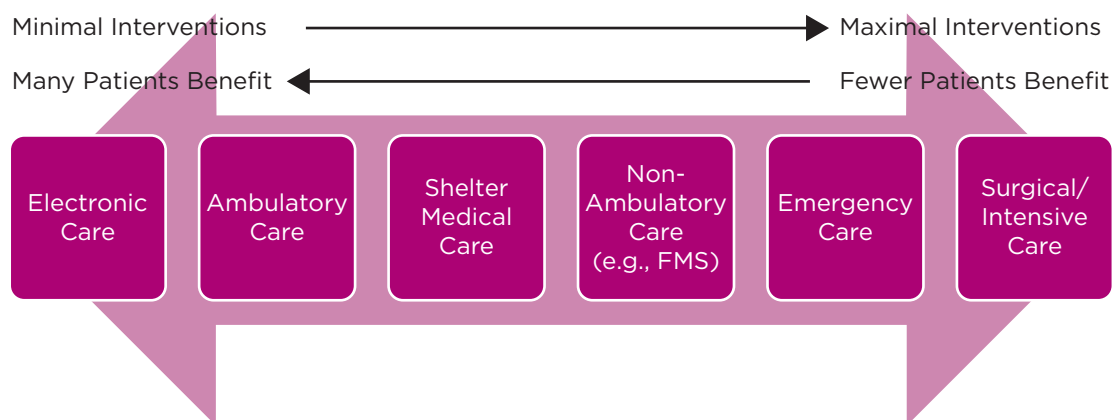 Minimal Interventions
Maximal Interventions
Many Patients Benefit
Fewer Patients Benefit
Electronic
Care
Ambulatory
Care
Shelter
Medical
Care
Non-
Ambulatory
Care
(e.g., FMS)
Emergency
Care
Surgical/
Intensive
Care